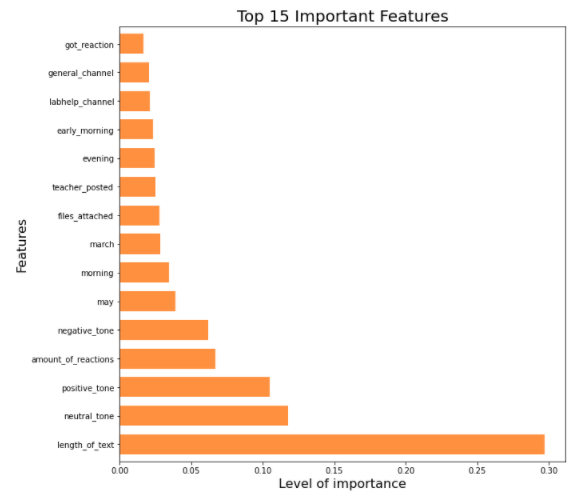 Top 15 Important Features
got_reaction
general_channel
labhelp_channel
early_morning
evening
teacher_posted
files_attached
march
morning
may
negative_tone
amount_of_reactions
positive_tone
neutral_tone
length_of_text
Features
0.00 0.05 0.10 0.15 0.20 0.25 0.30
Level of importance